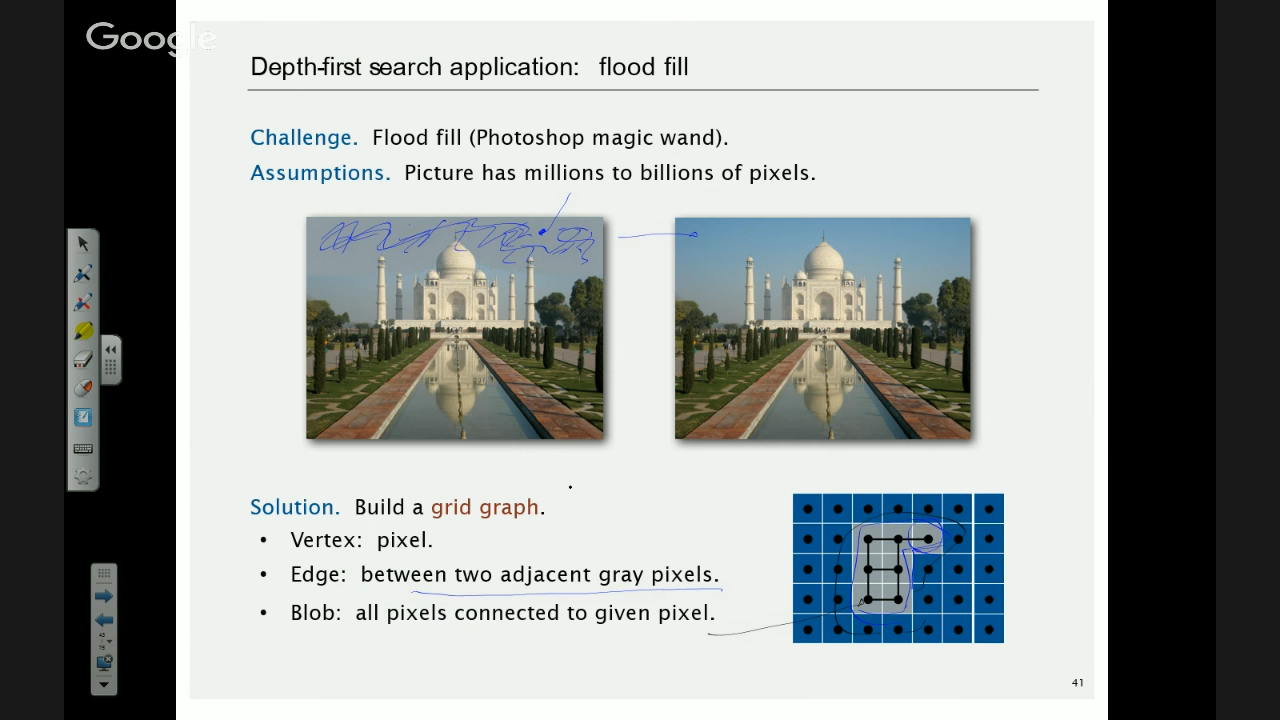 Google
Depth-first search application: flood fill
Challenge. Flood fill (Photoshop magic wand).
Assumptions. Picture has millions to billions of pixels.
Solution. Build a grid graph.
• Vertex: pixel.
• Edge: between two adjacent gray pixels.
• Blob: all pixels connected to given pixel.
41